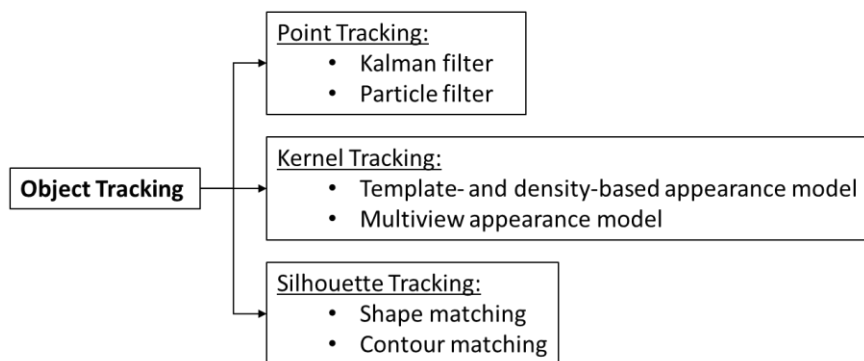 Point Tracking:
• Kalman filter
• Particle filter
Object Tracking
Kernel Tracking:
• Template- and density-based appearance model
• Multiview appearance model
Silhouette Tracking:
• Shape matching
• Contour matching